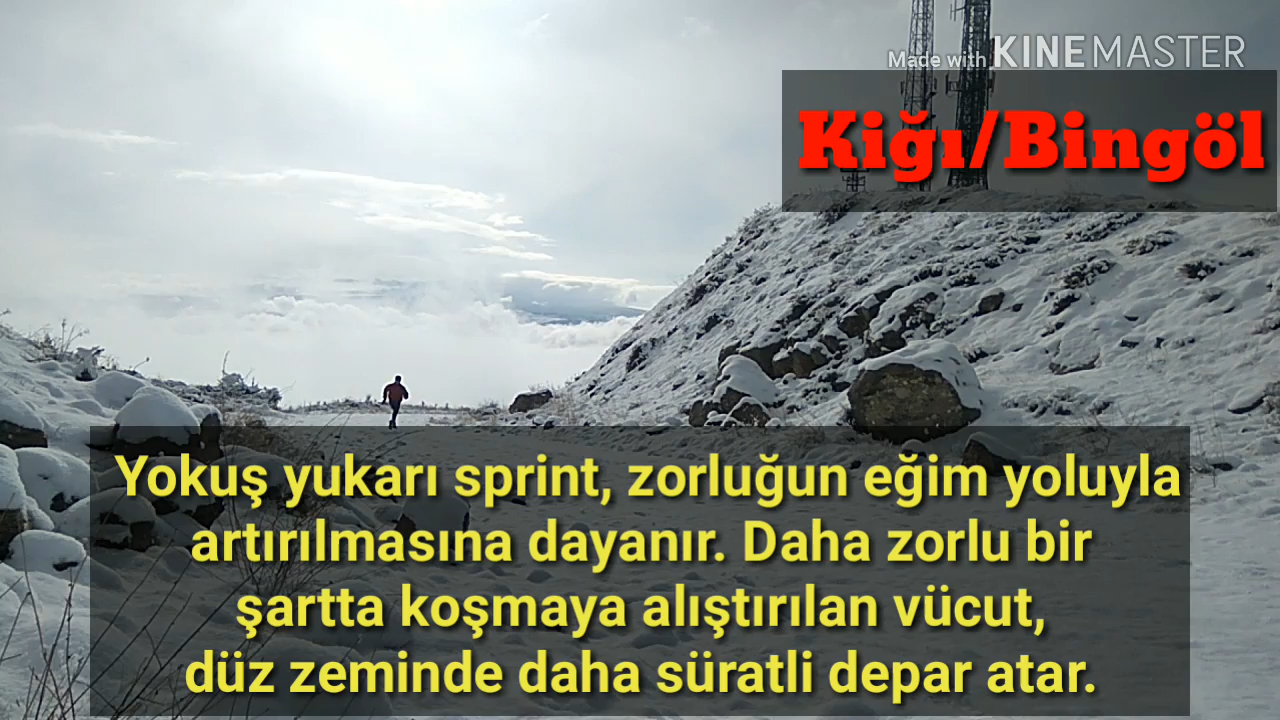 Made with KINEMASTER
Kiğı/Bingöl
Yokuş yukarı sprint, zorluğun eğim yoluyla
artırılmasına dayanır. Daha zorlu bir
şartta koşmaya alıştırılan vücut,
düz zeminde daha süratli depar atar.